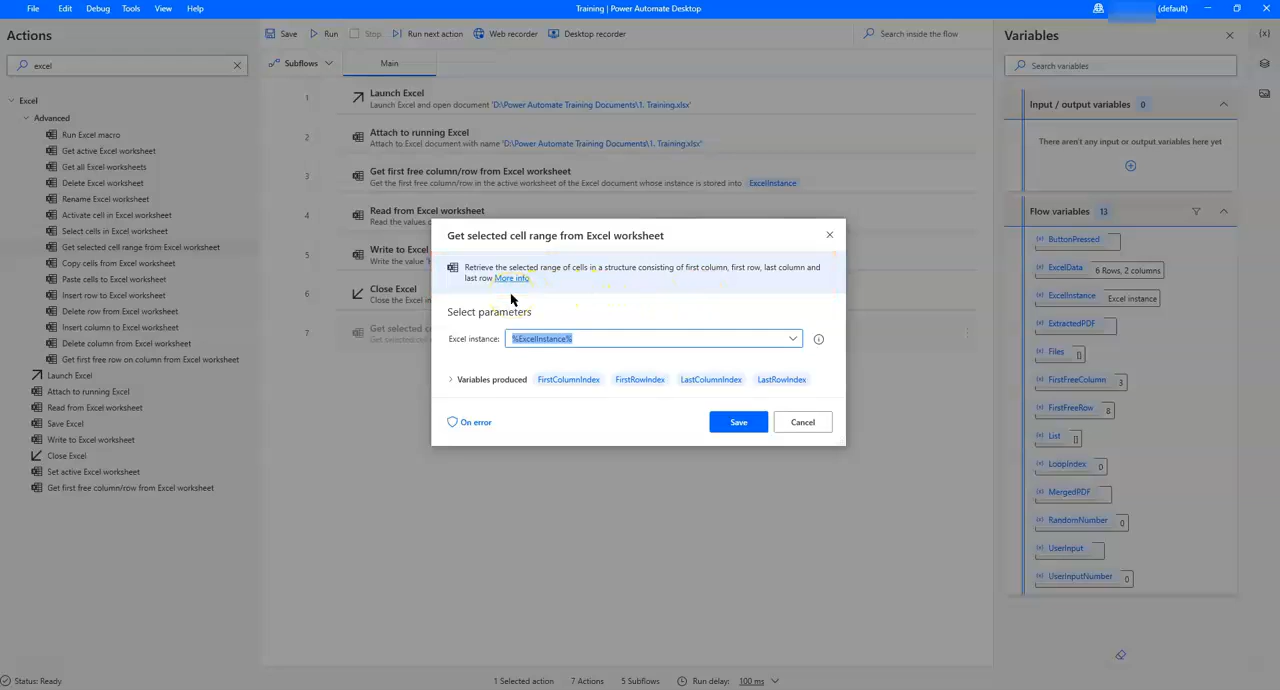 File Edit Debug Tools View Help
Training | Power Automate Desktop
(default)
Actions
excel
Excel
Advanced
Run Excel macro
Get active Excel worksheet
Get all Excel worksheets
Delete Excel worksheet
Rename Excel worksheet
Activate cell in Excel worksheet
Select cells in Excel worksheet
Get selected cell range from Excel worksheet
Copy cells from Excel worksheet
Paste cells to Excel worksheet
Insert row to Excel worksheet
Delete row from Excel worksheet
Insert column to Excel worksheet
Delete column from Excel worksheet
Get first free row on column from Excel worksheet
Launch Excel
Attach to running Excel
Read from Excel worksheet
Save Excel
Write to Excel worksheet
Close Excel
Set active Excel worksheet
Get first free column/row from Excel worksheet
Save Run Stop Run next action Web recorder Desktop recorder Search inside the flow
Subflows Main
1 Launch Excel
Launch Excel and open document 'D:\Power Automate Training Documents\1. Training.xlsx'
2 Attach to running Excel
Attach to Excel document with name 'D:\Power Automate Training Documents\1. Training.xlsx'
3 Get first free column/row from Excel worksheet
Get the first free column/row in the active worksheet of the Excel document whose instance is stored into ExcelInstance
4 Read from Excel worksheet
Read the values
5 Write to Excel
Write the value
6 Close Excel
Close the Excel in
7 Get selected c
Get selected cell
Get selected cell range from Excel worksheet
Retrieve the selected range of cells in a structure consisting of first column, first row, last column and
last row More info
Select parameters
Excel instance: %ExcelInstance%
Variables produced FirstColumnIndex FirstRowIndex LastColumnIndex LastRowIndex
On error Save Cancel
Variables
{x}
Search variables
Input / output variables 0
There aren't any input or output variables here yet
Flow variables 13
(x) ButtonPressed
(x) ExcelData 6 Rows, 2 columns
(x) ExcelInstance Excel instance
(x) ExtractedPDF
(x) Files []
(x) FirstFreeColumn 3
(x) FirstFreeRow 8
(x) List []
(x) LoopIndex 0
(x) MergedPDF
(x) RandomNumber 0
(x) UserInput
(x) UserInputNumber 0
Status: Ready 1 Selected action 7 Actions 5 Subflows Run delay: 100 ms